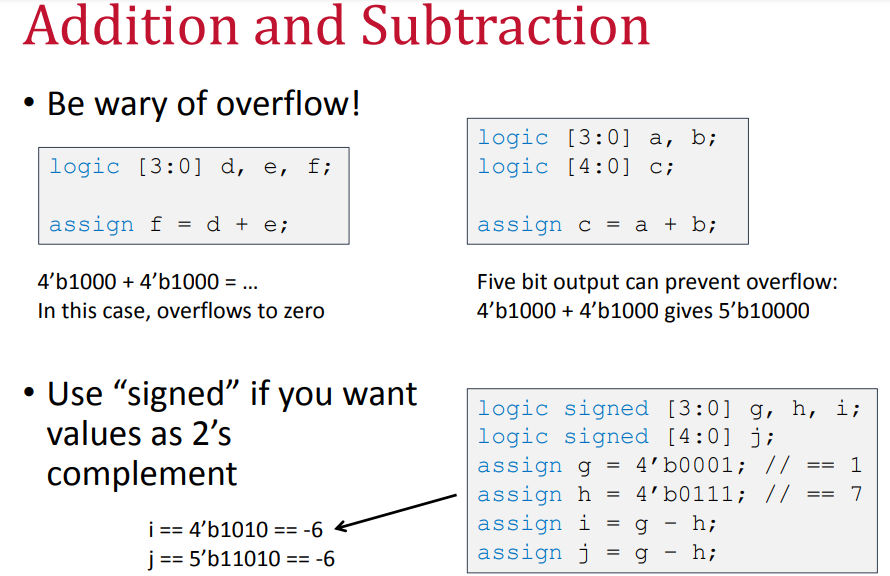 Addition and Subtraction
• Be wary of overflow!
logic [3:0] d, e, f;
assign f = d + e;
4’b1000 + 4’b1000 = …
In this case, overflows to zero
logic [3:0] a, b;
logic [4:0] c;
assign c = a + b;
Five bit output can prevent overflow:
4’b1000 + 4’b1000 gives 5’b10000
• Use “signed” if you want
values as 2’s
complement
i == 4’b1010 == -6
j == 5’b11010 == -6
logic signed [3:0] g, h, i;
logic signed [4:0] j;
assign g = 4’b0001; // == 1
assign h = 4’b0111; // == 7
assign i = g - h;
assign j = g - h;